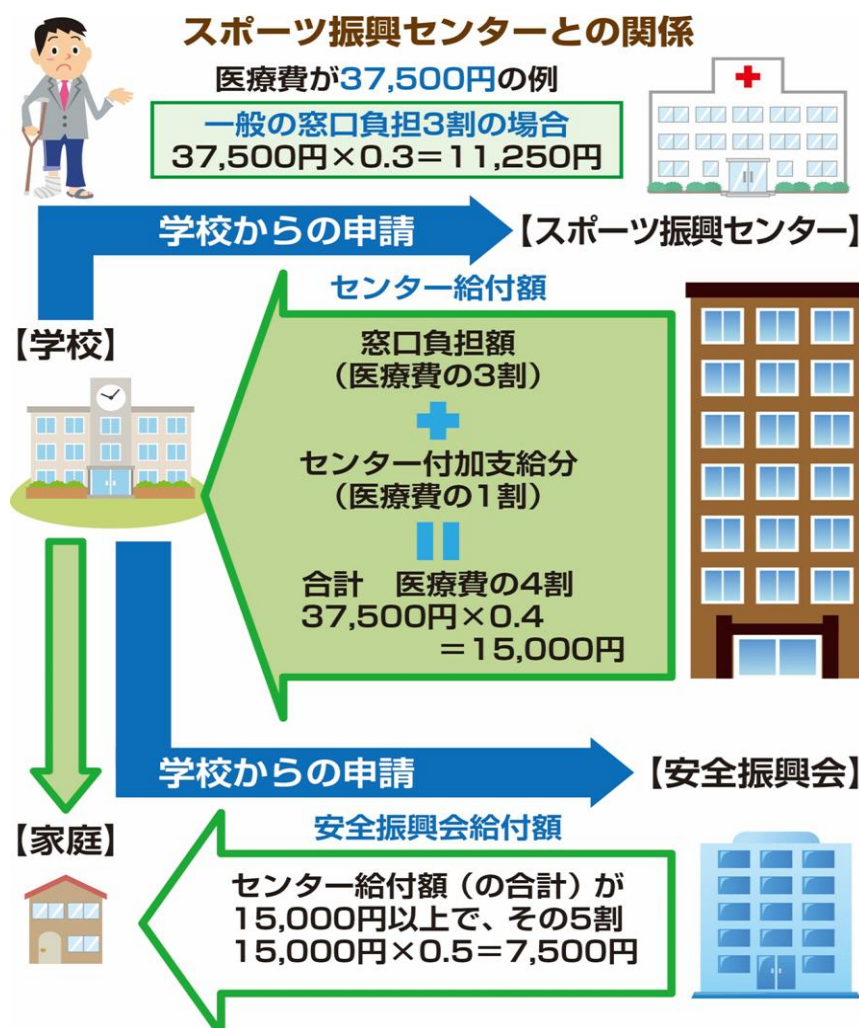 スポーツ振興センターとの関係
医療費が37,500円の例
一般の窓口負担3割の場合
37,500円×0.3=11,250円
学校からの申請
【スポーツ振興センター】
センター給付額
【学校】
窓口負担額
(医療費の3割)
+
センター付加支給分
(医療費の1割)
=
合計 医療費の4割
37,500円×0.4
=15,000円
学校からの申請
【安全振興会】
安全振興会給付額
【家庭】
センター給付額(の合計)が
15,000円以上で、その5割
15,000円×0.5=7,500円